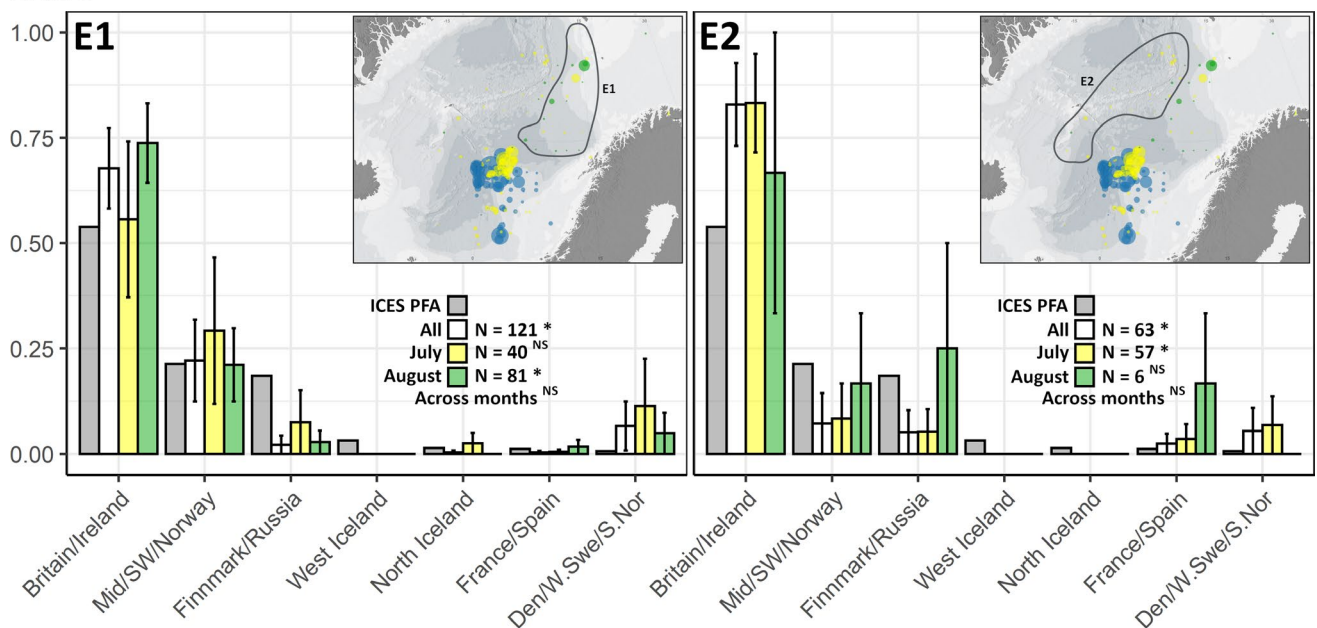 E1
E1
1.00
0.75
0.50
0.25
0.00
ICES PFA
All N = 121 *
July N = 40 NS
August N = 81 *
Across months NS
Britain/Ireland
Mid/SW/Norway
Finnmark/Russia
West Iceland
North Iceland
France/Spain
Den/W.Swe/S.Nor
E2
E2
ICES PFA
All N = 63 *
July N = 57 *
August N = 6 NS
Across months NS
Britain/Ireland
Mid/SW/Norway
Finnmark/Russia
West Iceland
North Iceland
France/Spain
Den/W.Swe/S.Nor